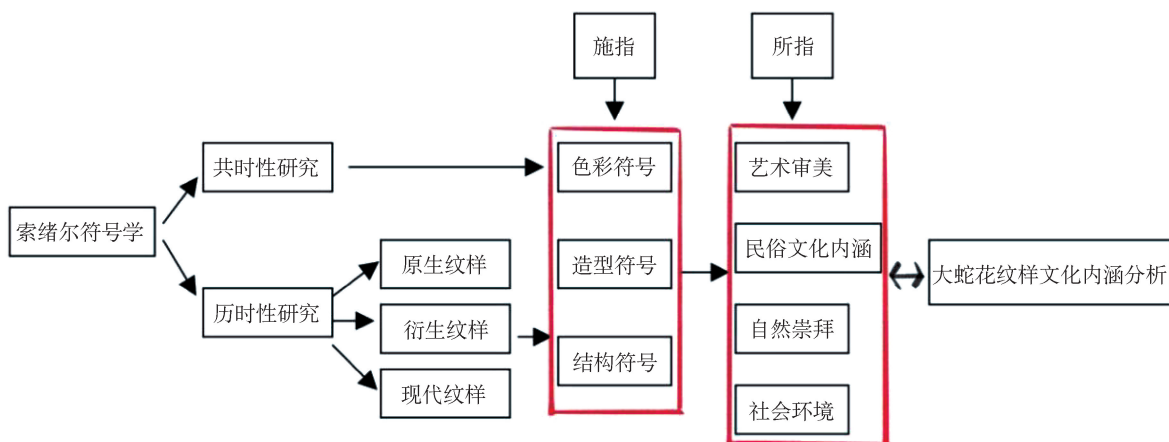 施指
所指
共时性研究
色彩符号
艺术审美
索绪尔符号学
原生纹样
造型符号
民俗文化内涵
大蛇花纹样文化内涵分析
历时性研究
衍生纹样
自然崇拜
结构符号
现代纹样
社会环境